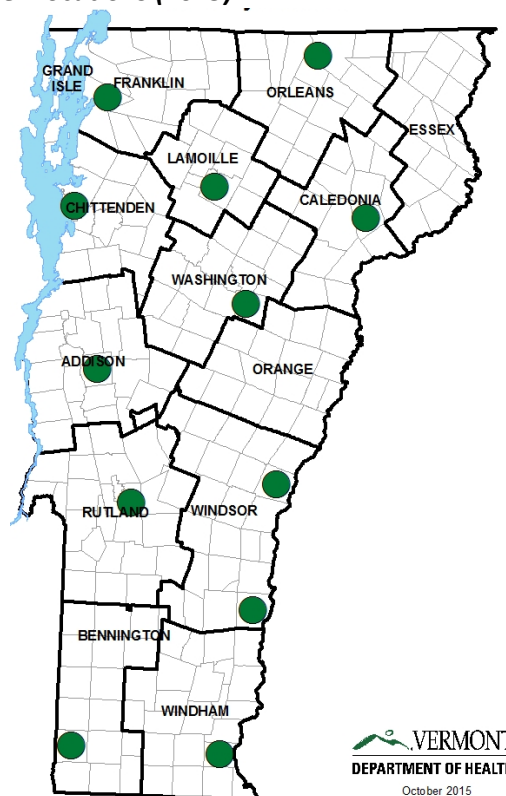 GRAND
ISLE
FRANKLIN
ORLEANS
ESSEX
LAMOILLE
CHITTENDEN
CALEDONIA
WASHINGTON
ADDISON
ORANGE
RUTLAND
WINDSOR
BENNINGTON
WINDHAM
VERMONT
DEPARTMENT OF HEALTH
October 2015